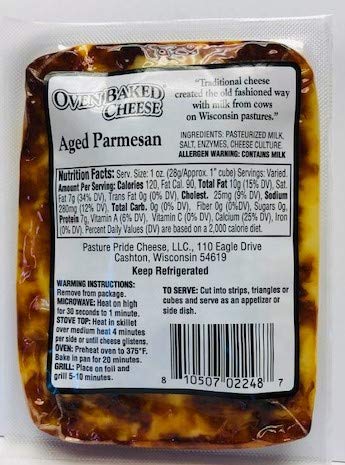 OVEN BAKED
CHEESE
Aged Parmesan
"Traditional cheese
created the old fashioned way
with milk from cows
on Wisconsin pastures."
INGREDIENTS: PASTEURIZED MILK,
SALT, ENZYMES, CHEESE CULTURE.
ALLERGEN WARNING: CONTAINS MILK
Nutrition Facts: Serv. Size: 1 oz. (28g/Approx. 1" cube) Servings: Varied.
Amount Per Serving: Calories 120, Fat Cal. 90, Total Fat 10g (15% DV), Sat.
Fat 7g (34% DV), Trans Fat 0g (0% DV), Cholest. 25mg (9% DV), Sodium
280mg (12% DV), Total Carb. 0g (0% DV), Fiber 0g (0%DV), Sugars 0g,
Protein 7g, Vitamin A (6% DV), Vitamin C (0% DV), Calcium (25% DV), Iron
(0% DV), Percent Daily Values (DV) are based on a 2,000 calorie diet.
Pasture Pride Cheese, LLC., 110 Eagle Drive
Cashton, Wisconsin 54619
Keep Refrigerated
WARMING INSTRUCTIONS:
Remove from package.
MICROWAVE: Heat on high
for 30 seconds to 1 minute.
STOVE TOP: Heat in skillet
over medium heat 4 minutes
per side or until cheese glistens.
OVEN: Preheat oven to 375°F.
Bake in pan for 20 minutes.
GRILL: Place on foil and
grill 5-10 minutes.
TO SERVE: Cut into strips, triangles or
cubes and serve as an appetizer or
side dish.
8 10507 02248 7